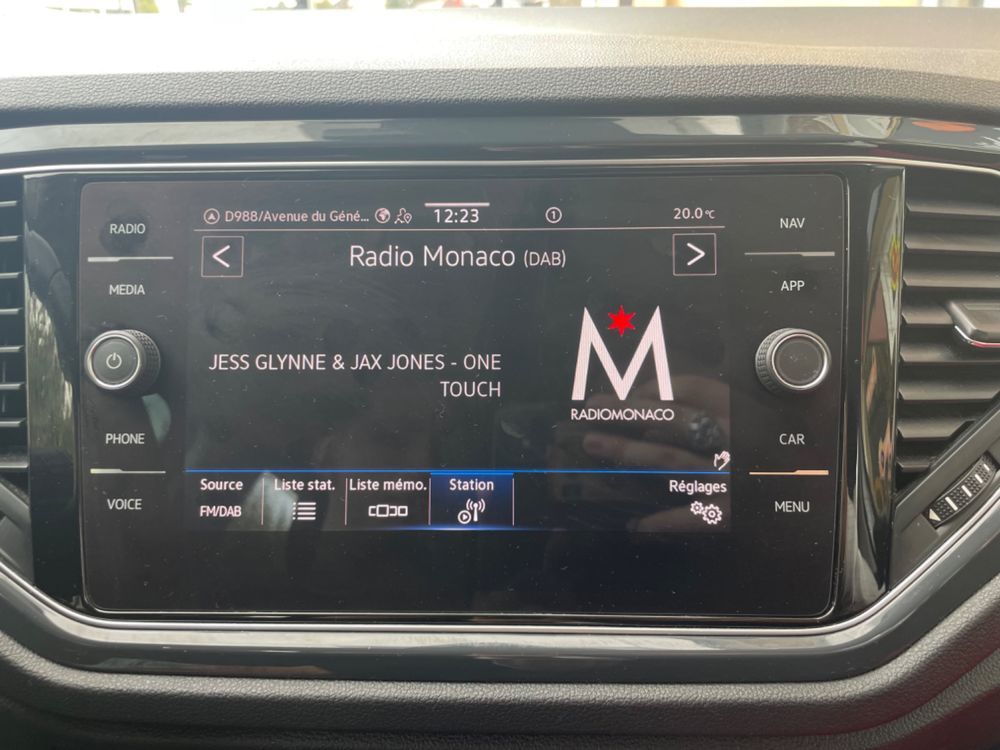 RADIO
MEDIA
PHONE
VOICE
D988/Avenue du Géné...
12:23
1
20.0°C
<
Radio Monaco (DAB)
>
JESS GLYNNE & JAX JONES - ONE
TOUCH
M
RADIOMONACO
Source
FM/DAB
Liste stat.
Liste mémo.
Station
Réglages
NAV
APP
CAR
MENU